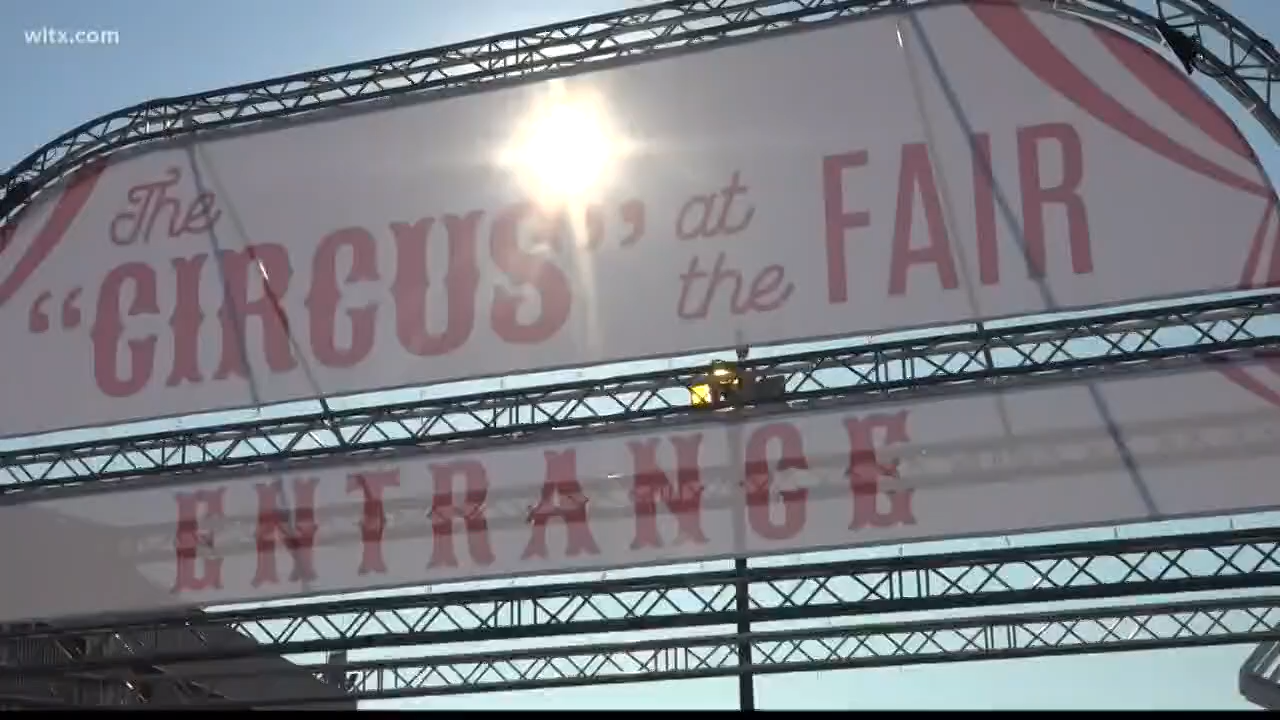 wltx.com
The "CIRCUS" at the FAIR
ENTRANCE